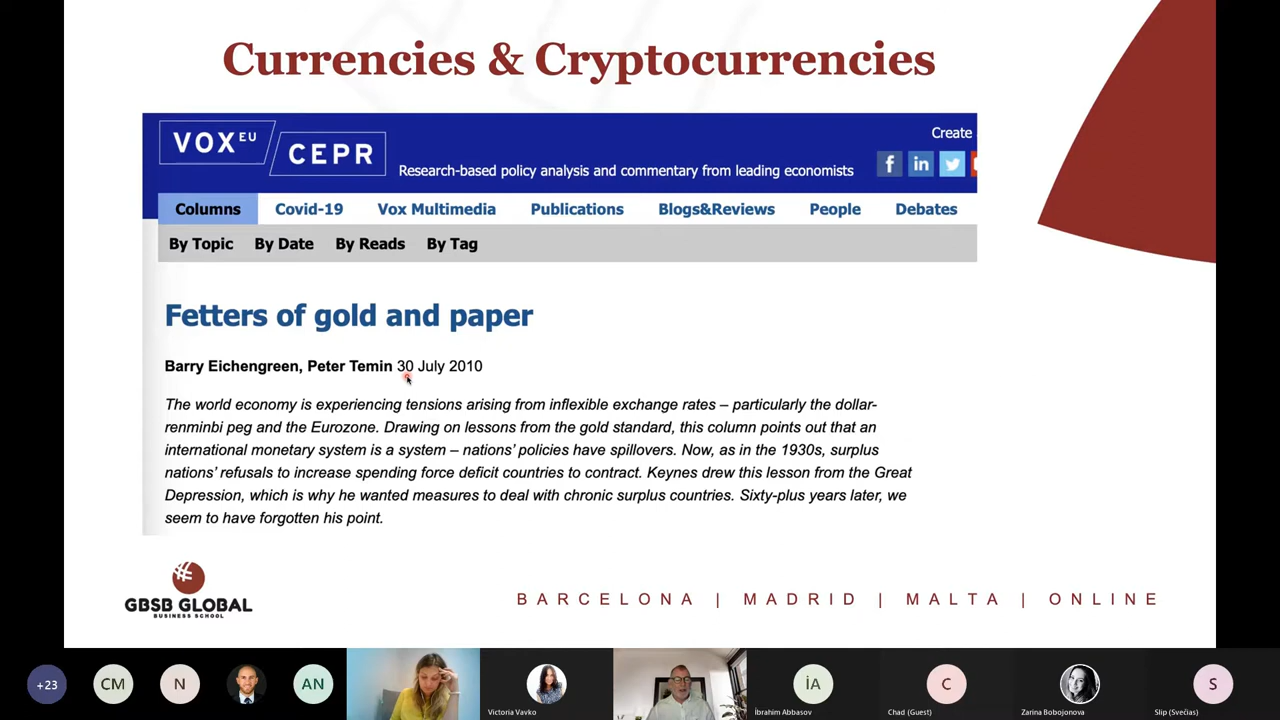 Currencies & Cryptocurrencies
VOX EU
CEPR
Research-based policy analysis and commentary from leading economists
Create
f in
Columns Covid-19 Vox Multimedia Publications Blogs&Reviews People Debates
By Topic By Date By Reads By Tag
Fetters of gold and paper
Barry Eichengreen, Peter Temin 30 July 2010
The world economy is experiencing tensions arising from inflexible exchange rates – particularly the dollar-
renminbi peg and the Eurozone. Drawing on lessons from the gold standard, this column points out that an
international monetary system is a system – nations' policies have spillovers. Now, as in the 1930s, surplus
nations' refusals to increase spending force deficit countries to contract. Keynes drew this lesson from the Great
Depression, which is why he wanted measures to deal with chronic surplus countries. Sixty-plus years later, we
seem to have forgotten his point.
GBSB GLOBAL
BUSINESS SCHOOL
BARCELONA | MADRID | MALTA | ONLINE
+23 CM N AN İA C S
Victoria Vavko İbrahim Abbasov Chad (Guest) Zarina Bobojonova Slip (Svečias)